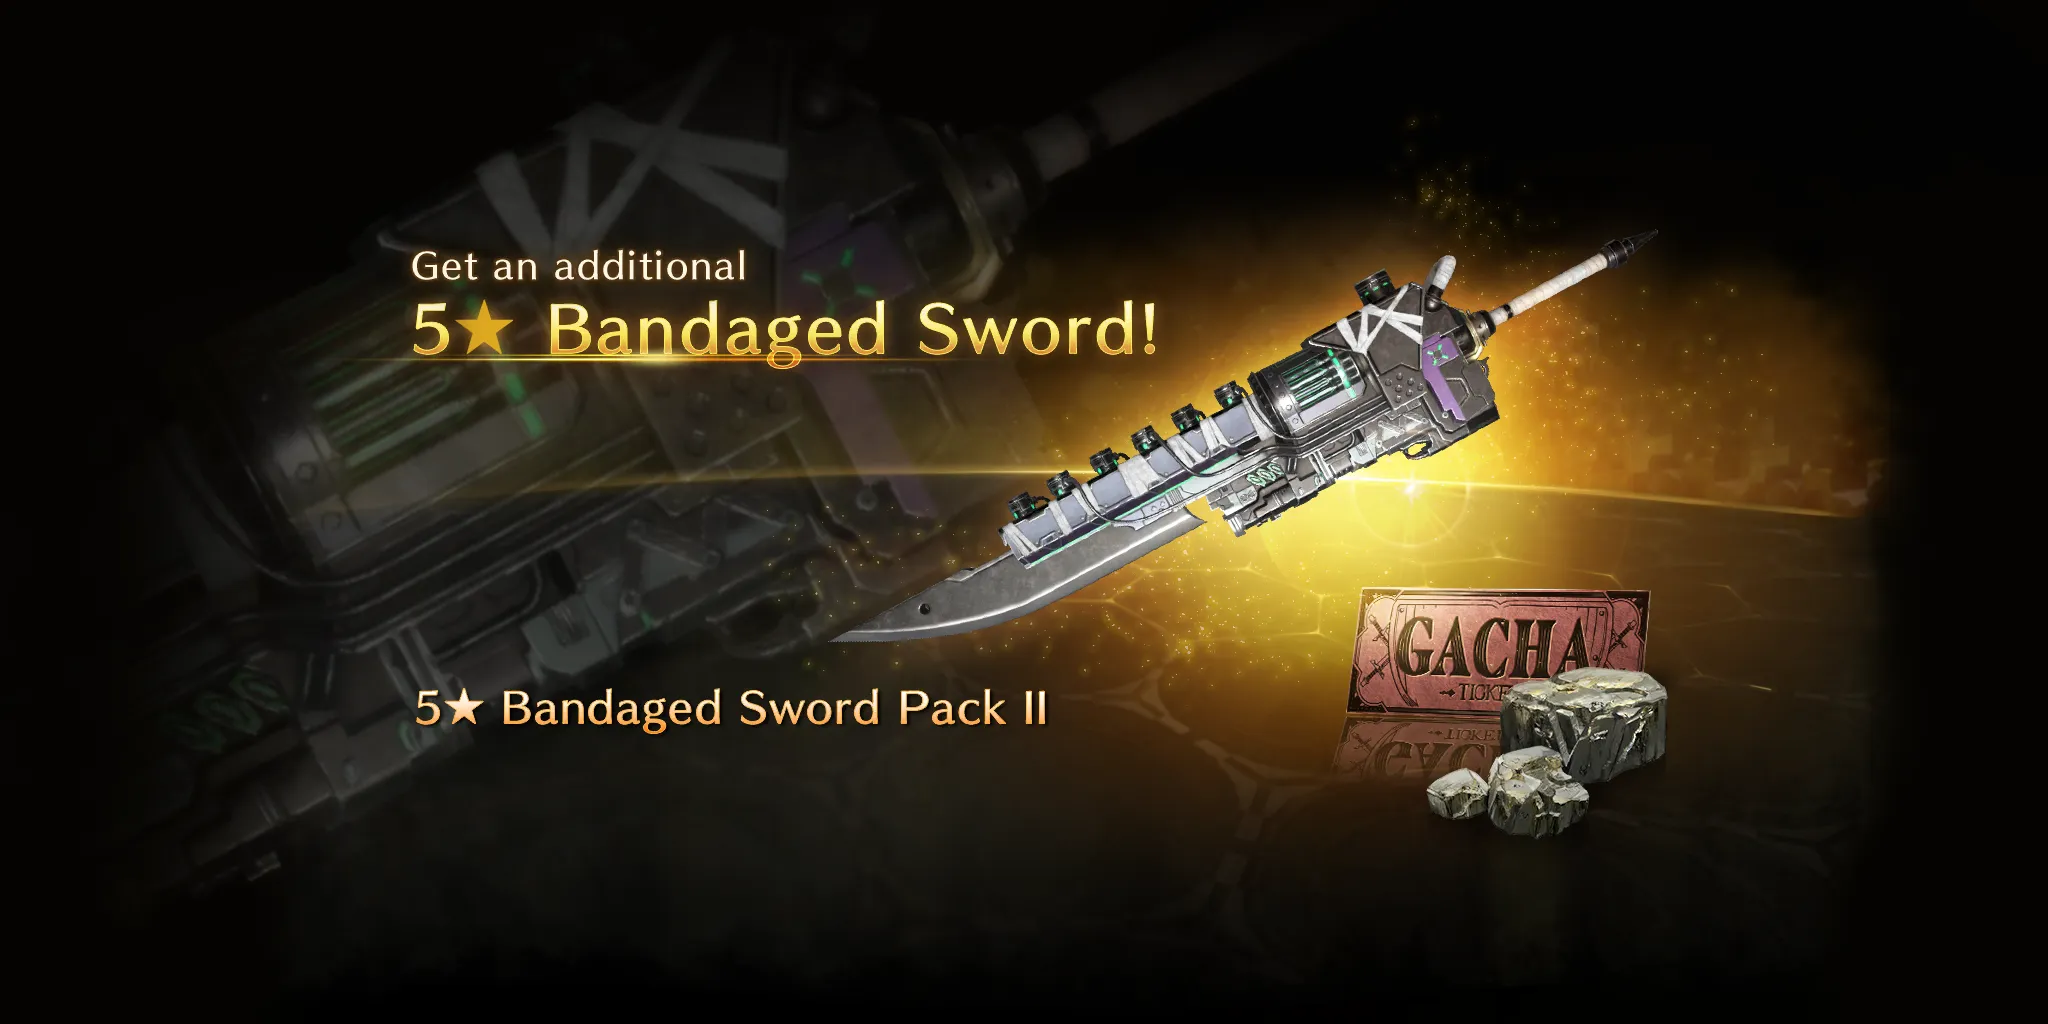 Get an additional
5★ Bandaged Sword!
5★ Bandaged Sword Pack II
GACHA